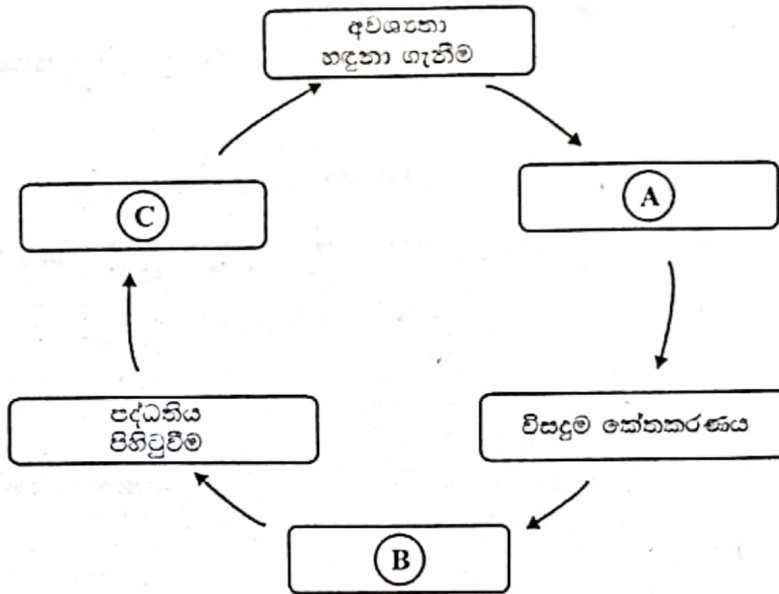 අවශ්‍යතා
හඳුනා ගැනීම
C
A
පද්ධතිය
පිහිටුවීම
විසඳුම කේතකරණය
B